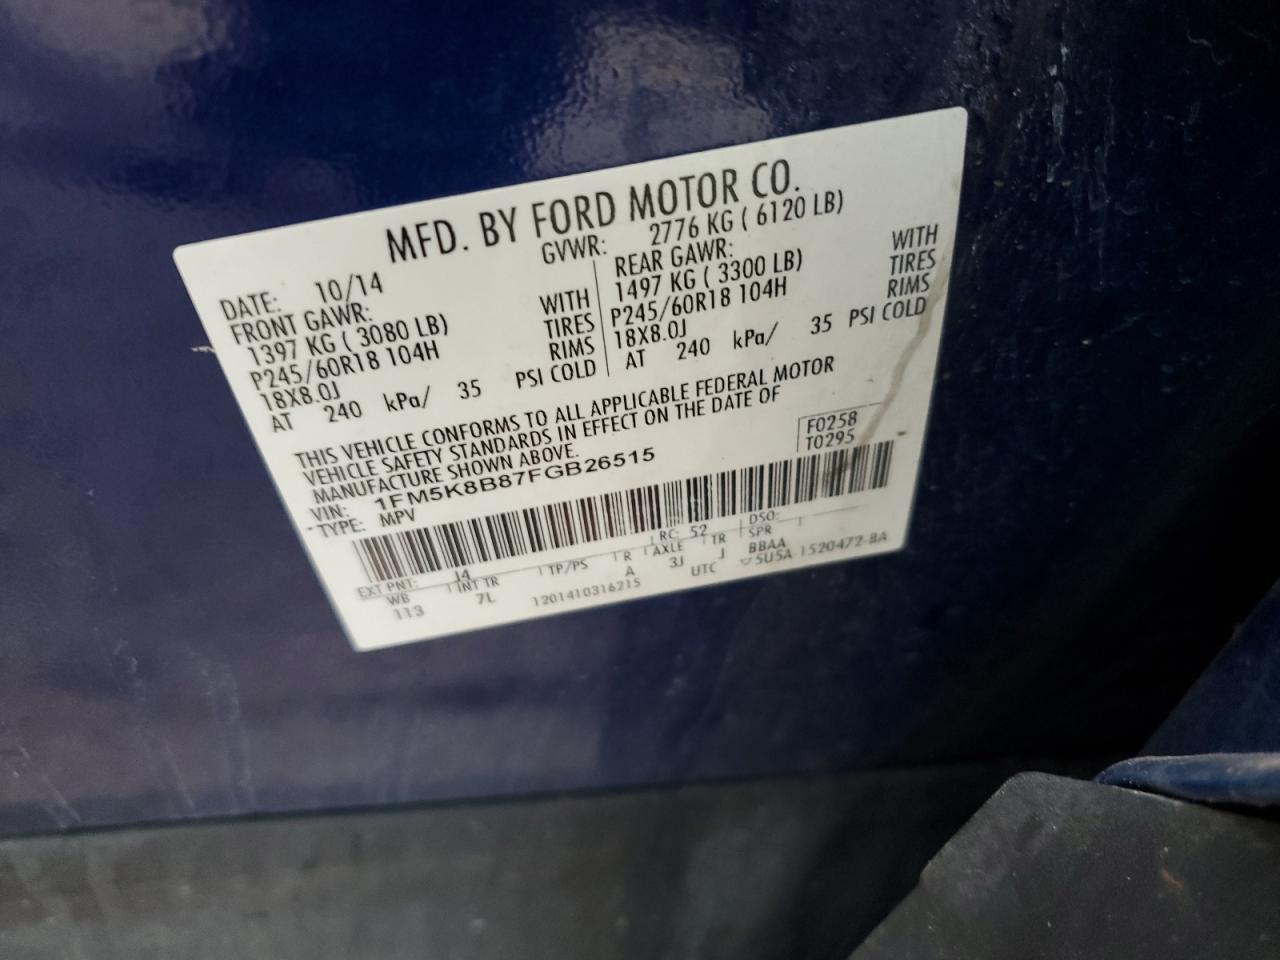 MFD. BY FORD MOTOR CO.
DATE: 10/14
GVWR: 2776 KG ( 6120 LB)
FRONT GAWR:
1397 KG ( 3080 LB) WITH
P245/60R18 104H TIRES
18X8.0J RIMS
AT 240 kPa/ 35 PSI COLD
REAR GAWR: WITH
1497 KG ( 3300 LB) TIRES
P245/60R18 104H RIMS
18X8.0J
AT 240 kPa/ 35 PSI COLD
THIS VEHICLE CONFORMS TO ALL APPLICABLE FEDERAL MOTOR
VEHICLE SAFETY STANDARDS IN EFFECT ON THE DATE OF
MANUFACTURE SHOWN ABOVE.
F0258
T0295
VIN: 1FM5K8B87FGB26515
TYPE: MPV
EXT PNT: J4 RC: 52 DSO:
WB INT TR TP/PS R AXLE TR SPR
113 7L A 3J J BBAA
1201410316215 UTC ▽5U5A 1520472-BA